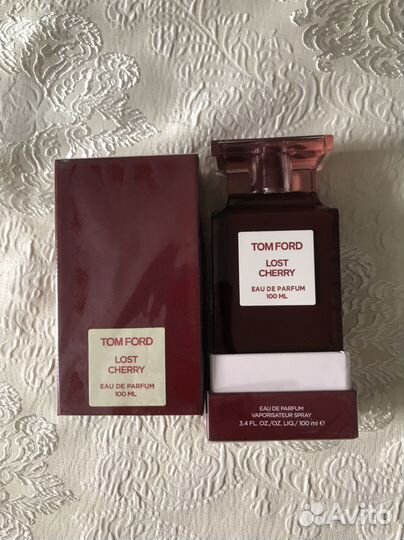 TOM FORD
LOST
CHERRY
EAU DE PARFUM
100 ML
TOM FORD
LOST
CHERRY
EAU DE PARFUM
100 ML
EAU DE PARFUM
VAPORISATEUR SPRAY
3.4 FL. OZ./OZ. LIQ./ 100 ml ℮
Avito